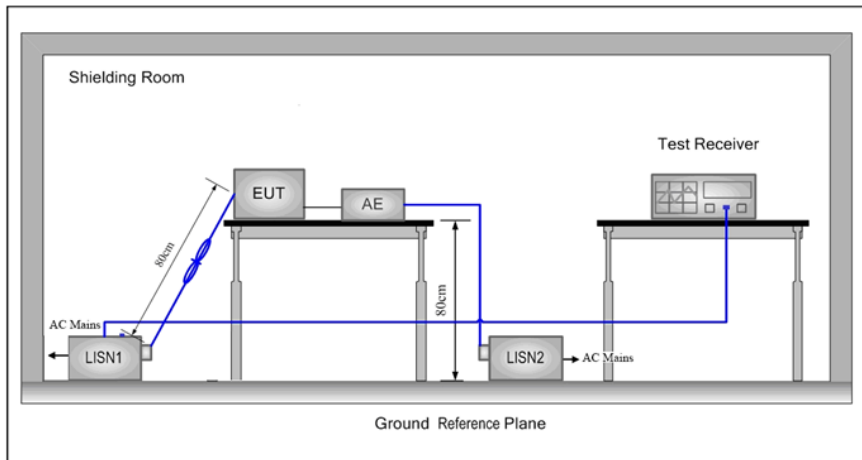 Shielding Room
Test Receiver
EUT
AE
80cm
80cm
AC Mains
LISN1
LISN2
AC Mains
Ground Reference Plane